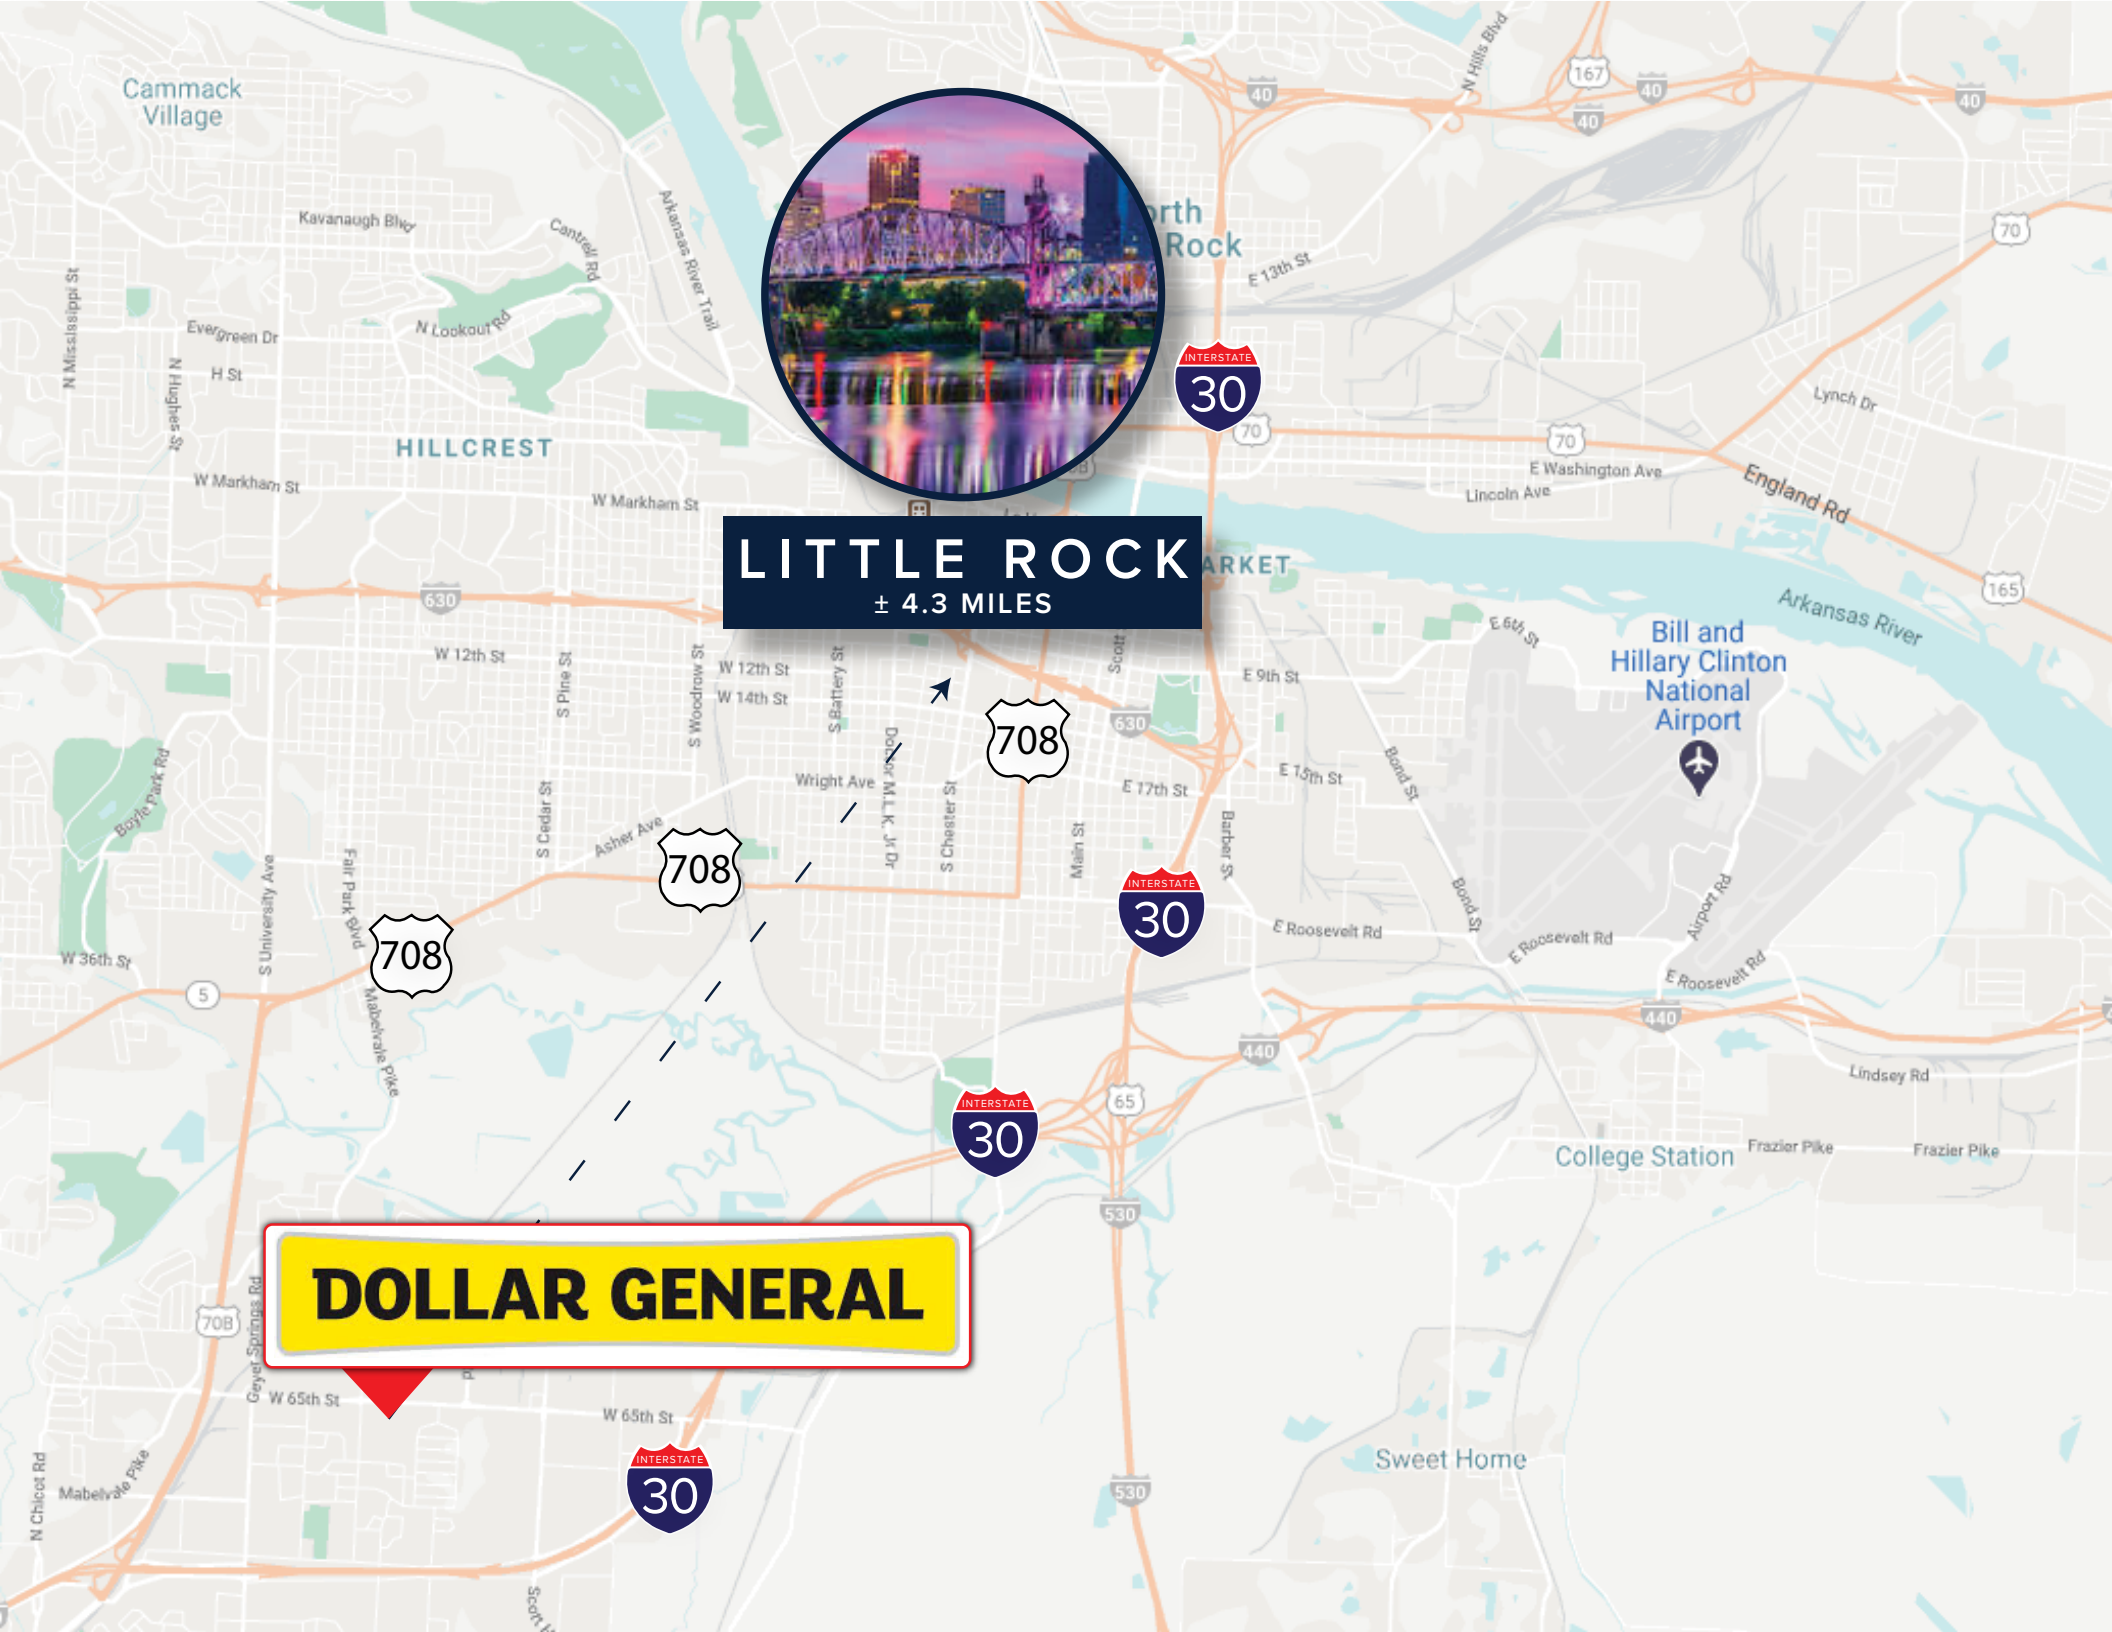 Cammack
Village
N Hills Blvd
167
40
40
40
40
Kavanaugh Blvd
Cantrell Rd
Arkansas River Trail
Rock
E 13th St
70
N Mississippi St
Evergreen Dr
N Lookout Rd
H St
N Hughes St
INTERSTATE
30
Lynch Dr
HILLCREST
70
70
E Washington Ave
W Markham St
W Markham St
Lincoln Ave
England Rd
LITTLE ROCK
± 4.3 MILES
630
165
Arkansas River
E 6th St
Bill and
Hillary Clinton
National
Airport
W 12th St
W 12th St
W 14th St
S Pine St
S Woodrow St
S Battery St
Scott
E 9th St
708
630
Boyle Park Rd
Wright Ave
Doctor M.L.K. Jr Dr
S Chester St
E 17th St
E 15th St
Bond St
S Cedar St
Asher Ave
Main St
Barber St
708
INTERSTATE
30
Bond St
Airport Rd
S University Ave
Fair Park Blvd
708
E Roosevelt Rd
E Roosevelt Rd
E Roosevelt Rd
W 36th St
5
Mabelvale Pike
440
440
Lindsey Rd
65
INTERSTATE
30
College Station
Frazier Pike
Frazier Pike
530
DOLLAR GENERAL
70B
Geyer Springs Rd
W 65th St
W 65th St
INTERSTATE
30
Sweet Home
N Chicot Rd
Mabelvale Pike
530
Scott H